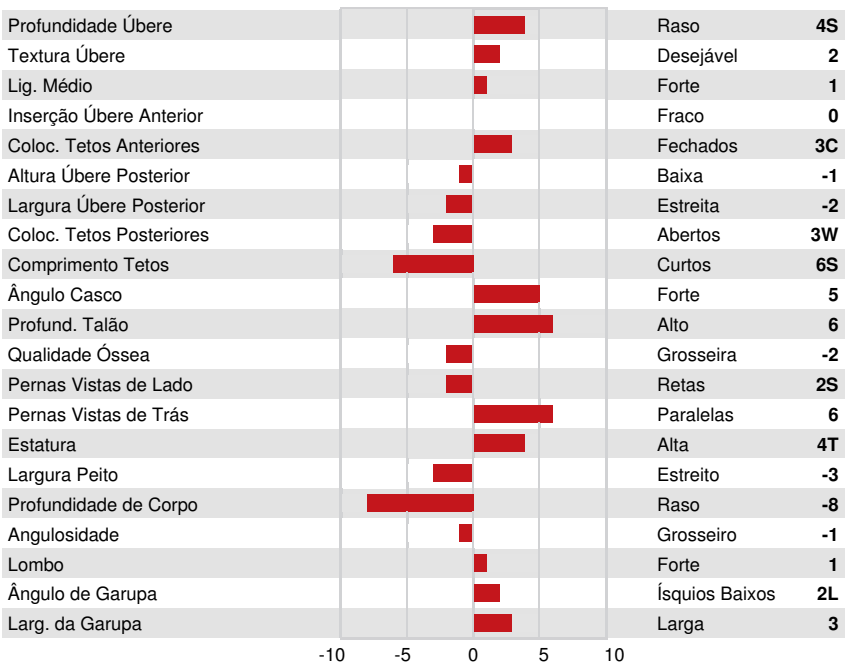 Profundidade Úbere Raso 4S
Textura Úbere Desejável 2
Lig. Médio Forte 1
Inserção Úbere Anterior Fraco 0
Coloc. Tetos Anteriores Fechados 3C
Altura Úbere Posterior Baixa -1
Largura Úbere Posterior Estreita -2
Coloc. Tetos Posteriores Abertos 3W
Comprimento Tetos Curtos 6S
Ângulo Casco Forte 5
Profund. Talão Alto 6
Qualidade Óssea Grosseira -2
Pernas Vistas de Lado Retas 2S
Pernas Vistas de Trás Paralelas 6
Estatura Alta 4T
Largura Peito Estreito -3
Profundidade de Corpo Raso -8
Angulosidade Grosseiro -1
Lombo Forte 1
Ângulo de Garupa Ísquios Baixos 2L
Larg. da Garupa Larga 3
-10 -5 0 5 10